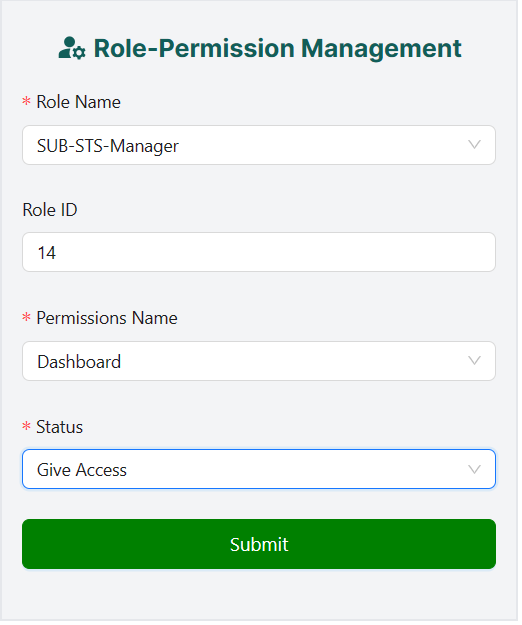 Role-Permission Management
* Role Name
SUB-STS-Manager
Role ID
14
* Permissions Name
Dashboard
* Status
Give Access
Submit